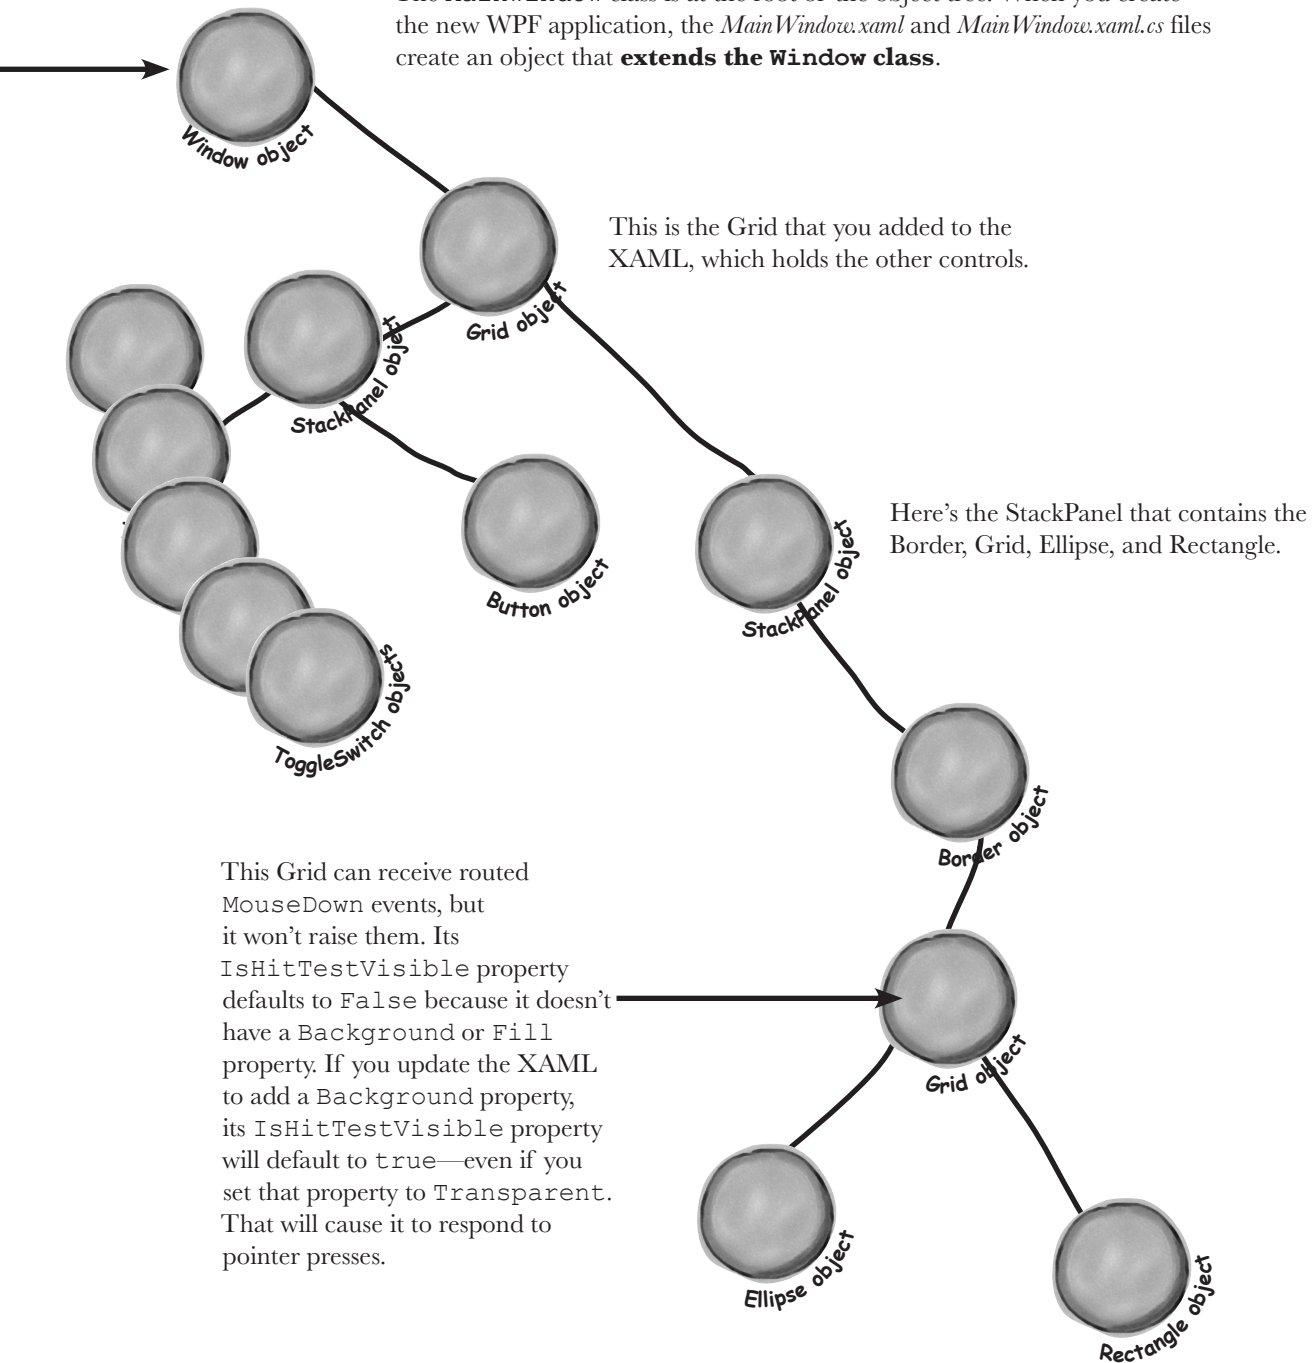 the new WPF application, the MainWindow.xaml and MainWindow.xaml.cs files
create an object that extends the Window class.
Window object
This is the Grid that you added to the
XAML, which holds the other controls.
Grid object
StackPanel object
Button object
ToggleSwitch objects
Here's the StackPanel that contains the
Border, Grid, Ellipse, and Rectangle.
StackPanel object
Border object
This Grid can receive routed
MouseDown events, but
it won't raise them. Its
IsHitTestVisible property
defaults to False because it doesn't
have a Background or Fill
property. If you update the XAML
to add a Background property,
its IsHitTestVisible property
will default to true—even if you
set that property to Transparent.
That will cause it to respond to
pointer presses.
Grid object
Ellipse object
Rectangle object